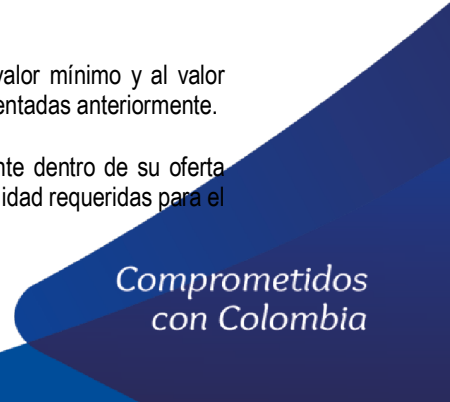 valor mínimo y al valor
entadas anteriormente.
nte dentro de su oferta
idad requeridas para el
Comprometidos
con Colombia